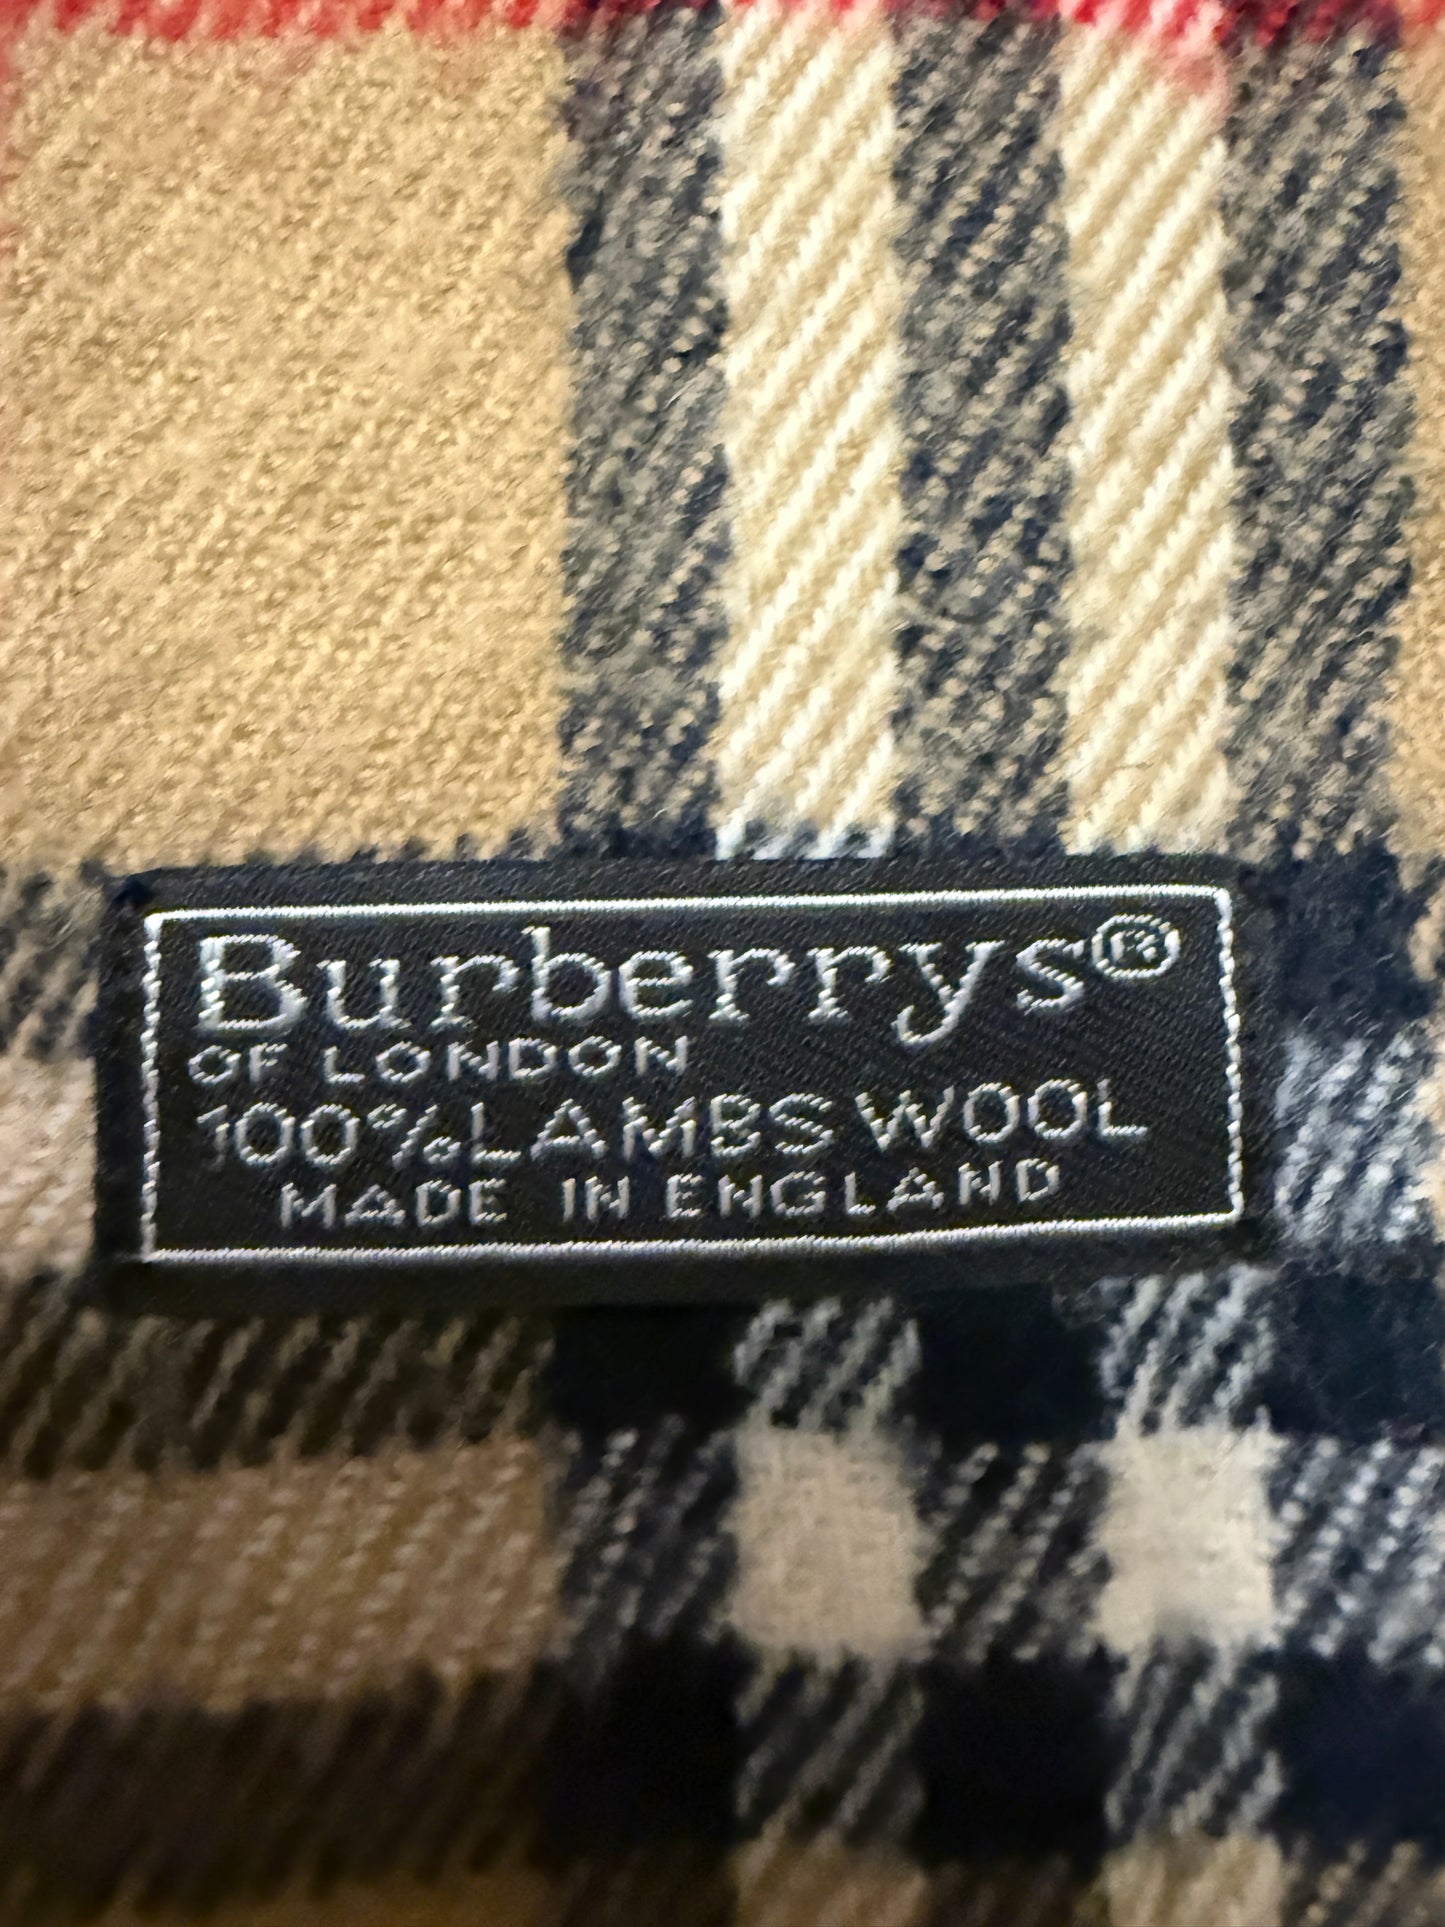 Burberrys®
OF LONDON
100% LAMBSWOOL
MADE IN ENGLAND